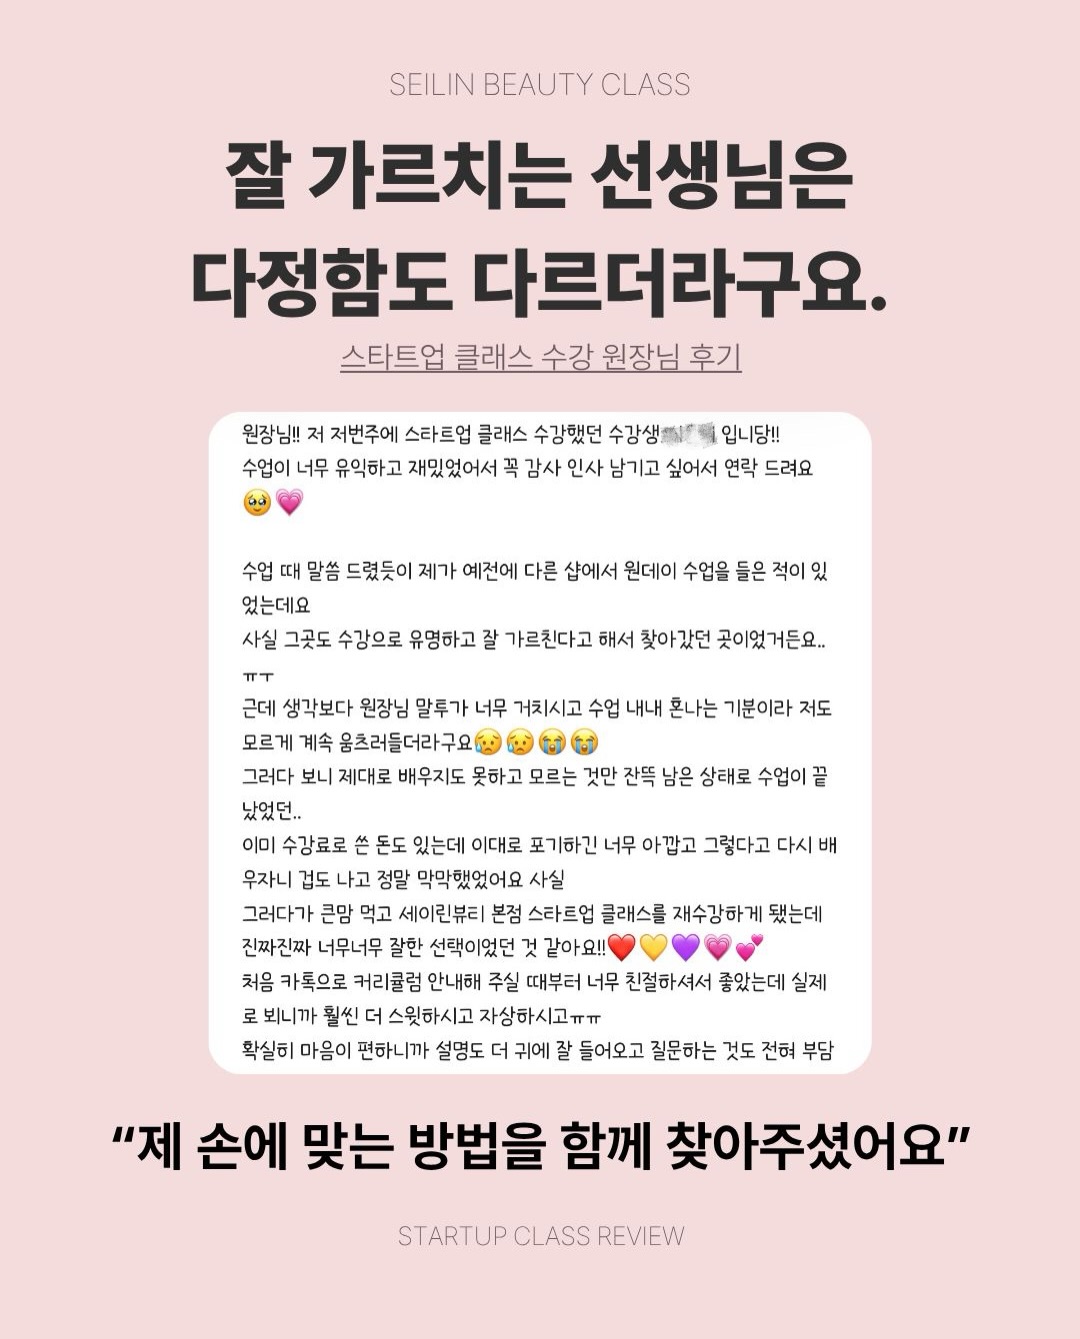 SEILIN BEAUTY CLASS
잘 가르치는 선생님은
다정함도 다르더라구요.
스타트업 클래스 수강 원장님 후기
원장님!! 저 저번주에 스타트업 클래스 수강했던 수강생 입니당!!
수업이 너무 유익하고 재밌었어서 꼭 감사 인사 남기고 싶어서 연락 드려요
🥹💗
수업 때 말씀 드렸듯이 제가 예전에 다른 샵에서 원데이 수업을 들은 적이 있
었는데요
사실 그곳도 수강으로 유명하고 잘 가르친다고 해서 찾아갔던 곳이었거든요..
ㅠㅜ
근데 생각보다 원장님 말투가 너무 거치시고 수업 내내 혼나는 기분이라 저도
모르게 계속 움츠러들더라구요😥😥😭😭
그러다 보니 제대로 배우지도 못하고 모르는 것만 잔뜩 남은 상태로 수업이 끝
났었던..
이미 수강료로 쓴 돈도 있는데 이대로 포기하긴 너무 아깝고 그렇다고 다시 배
우자니 겁도 나고 정말 막막했었어요 사실
그러다가 큰맘 먹고 세이린뷰티 본점 스타트업 클래스를 재수강하게 됐는데
진짜진짜 너무너무 잘한 선택이었던 것 같아요!!❤️💛💜💗💕
처음 카톡으로 커리큘럼 안내해 주실 때부터 너무 친절하셔서 좋았는데 실제
로 뵈니까 훨씬 더 스윗하시고 자상하시고ㅠㅠ
확실히 마음이 편하니까 설명도 더 귀에 잘 들어오고 질문하는 것도 전혀 부담
“제 손에 맞는 방법을 함께 찾아주셨어요”
STARTUP CLASS REVIEW